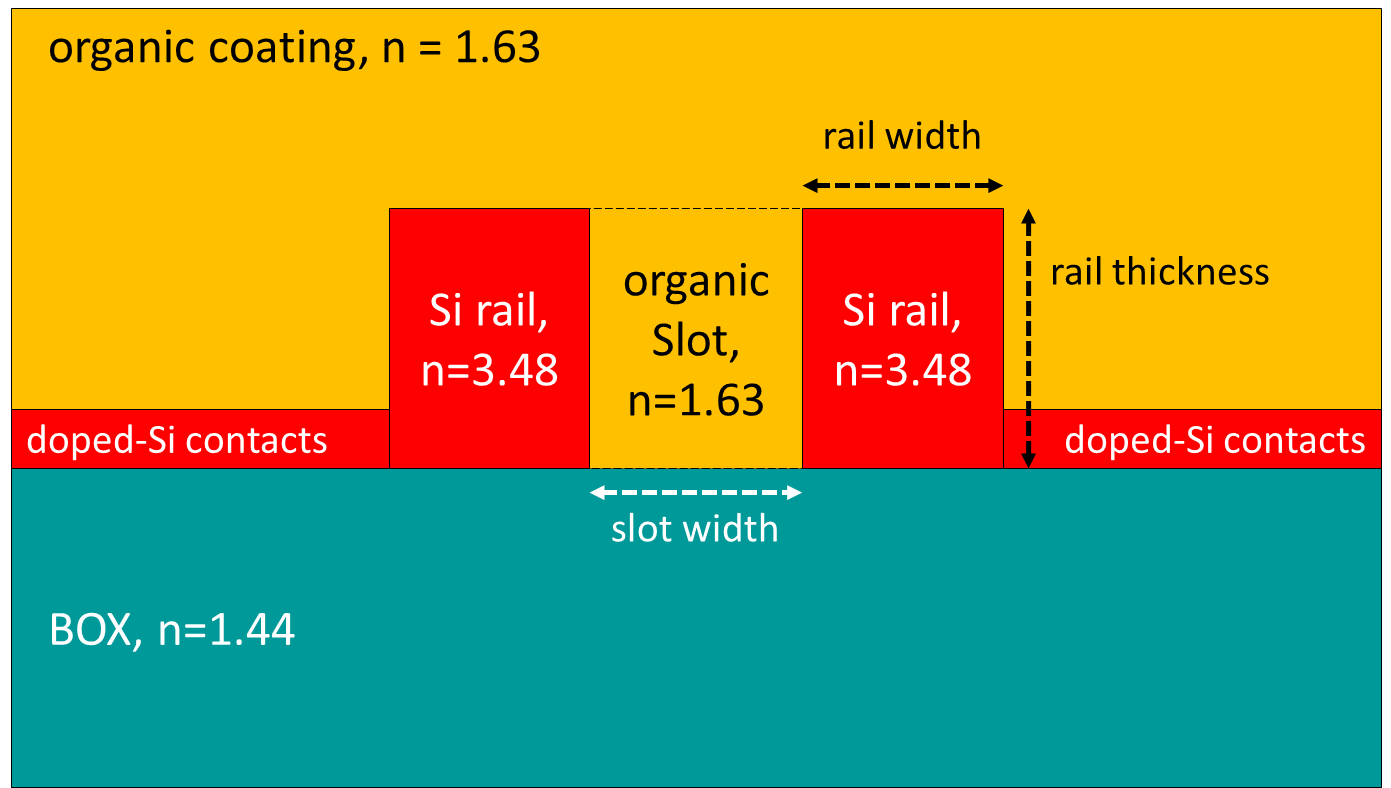 organic coating, n = 1.63
rail width
rail thickness
Si rail,
n=3.48
organic
Slot,
n=1.63
Si rail,
n=3.48
doped-Si contacts
doped-Si contacts
slot width
BOX, n=1.44